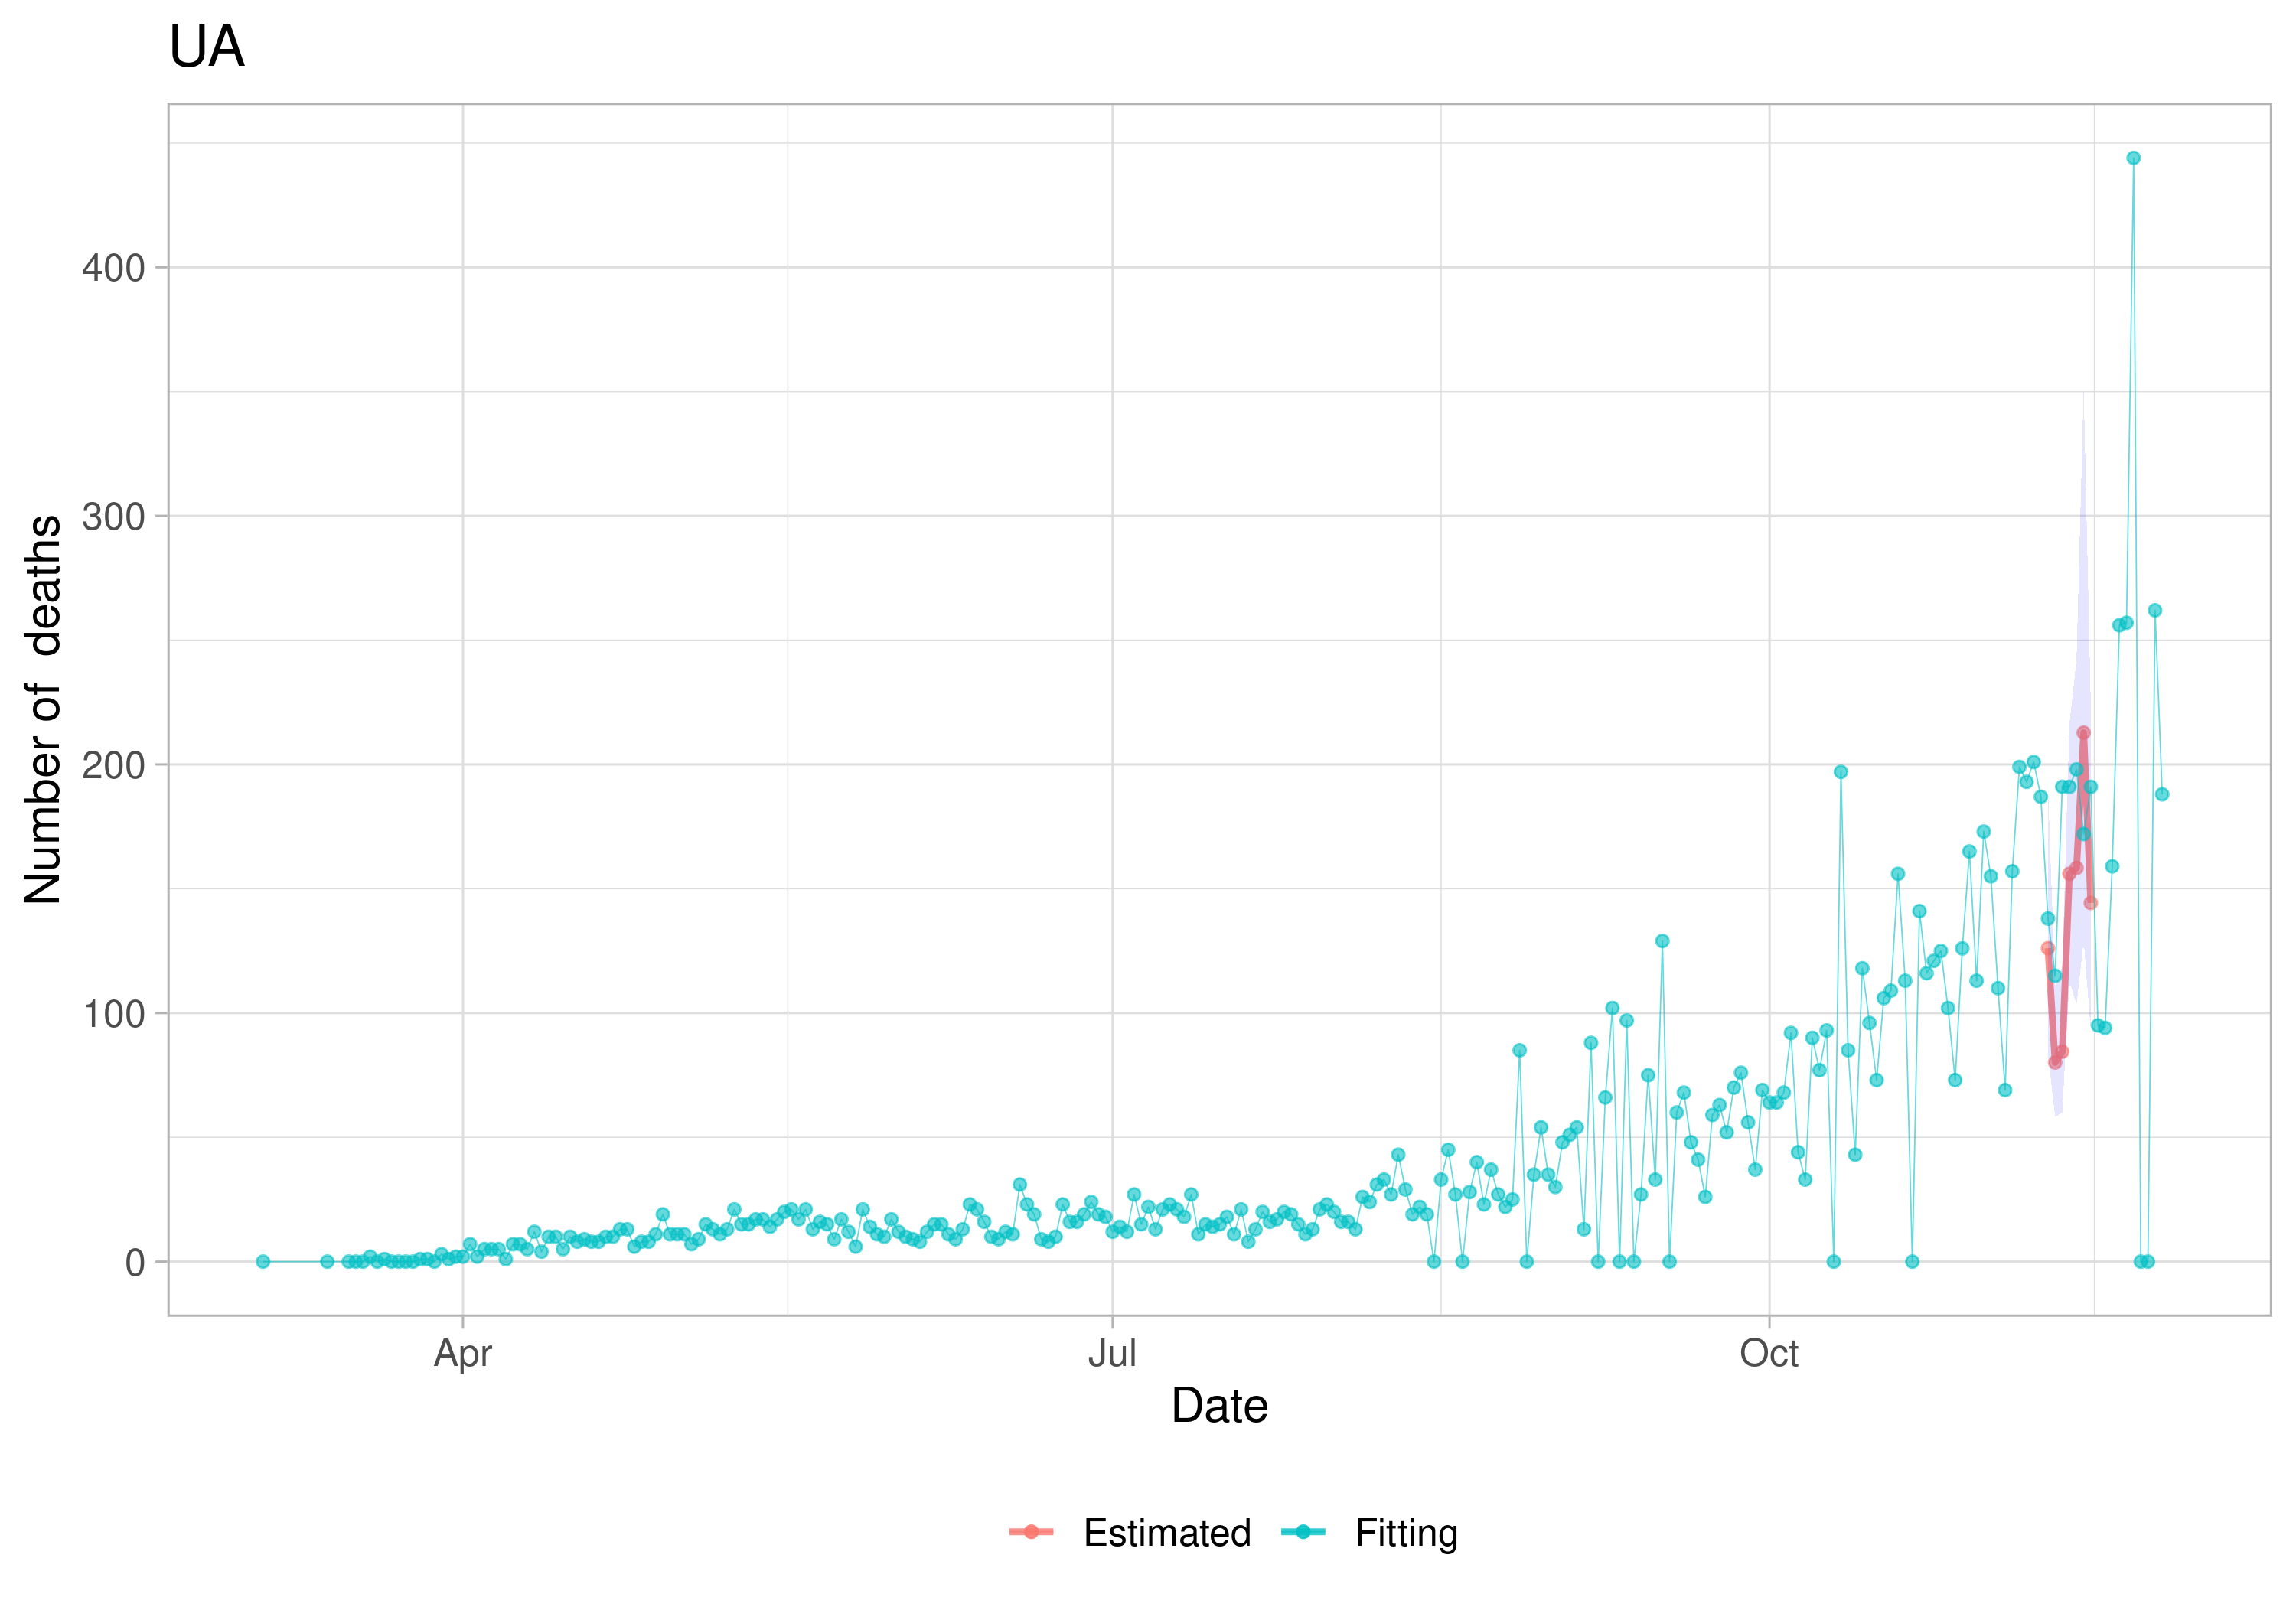 UA
Number of  deaths
400
300
200
100
0
Apr
Jul
Oct
Date
Estimated
Fitting